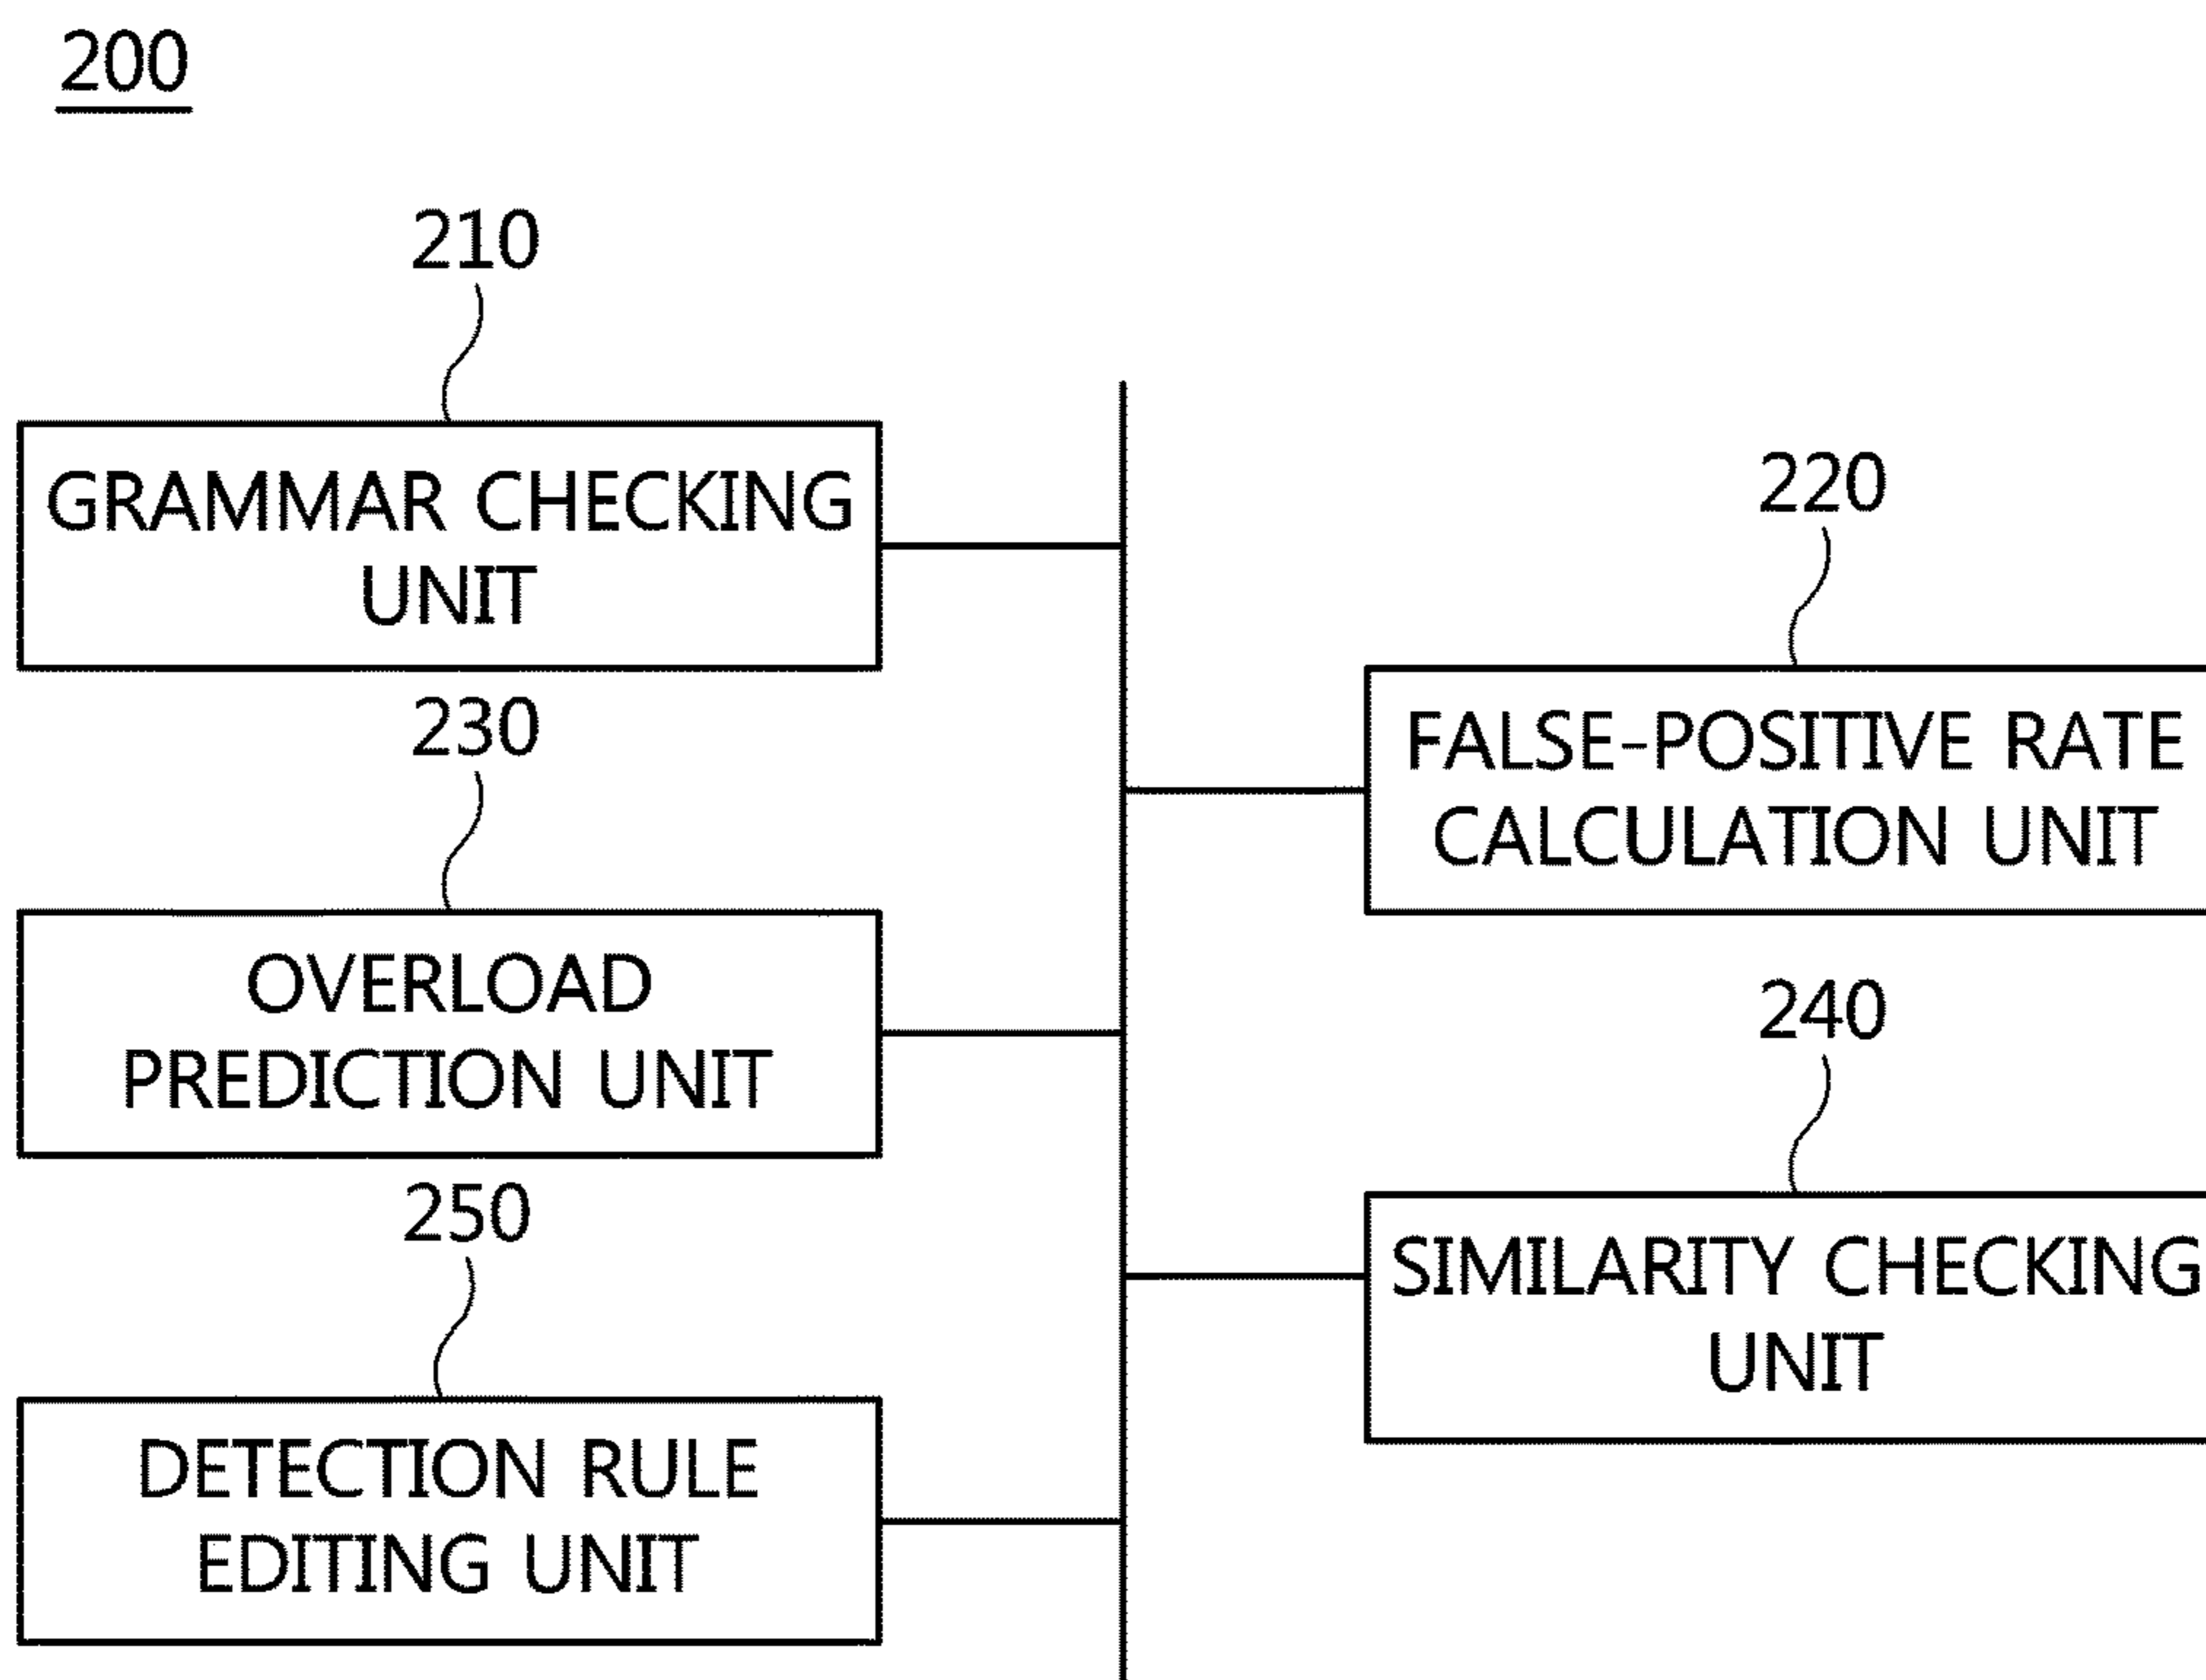 200
210
GRAMMAR CHECKING
UNIT
220
FALSE-POSITIVE RATE
CALCULATION UNIT
230
OVERLOAD
PREDICTION UNIT
240
SIMILARITY CHECKING
UNIT
250
DETECTION RULE
EDITING UNIT